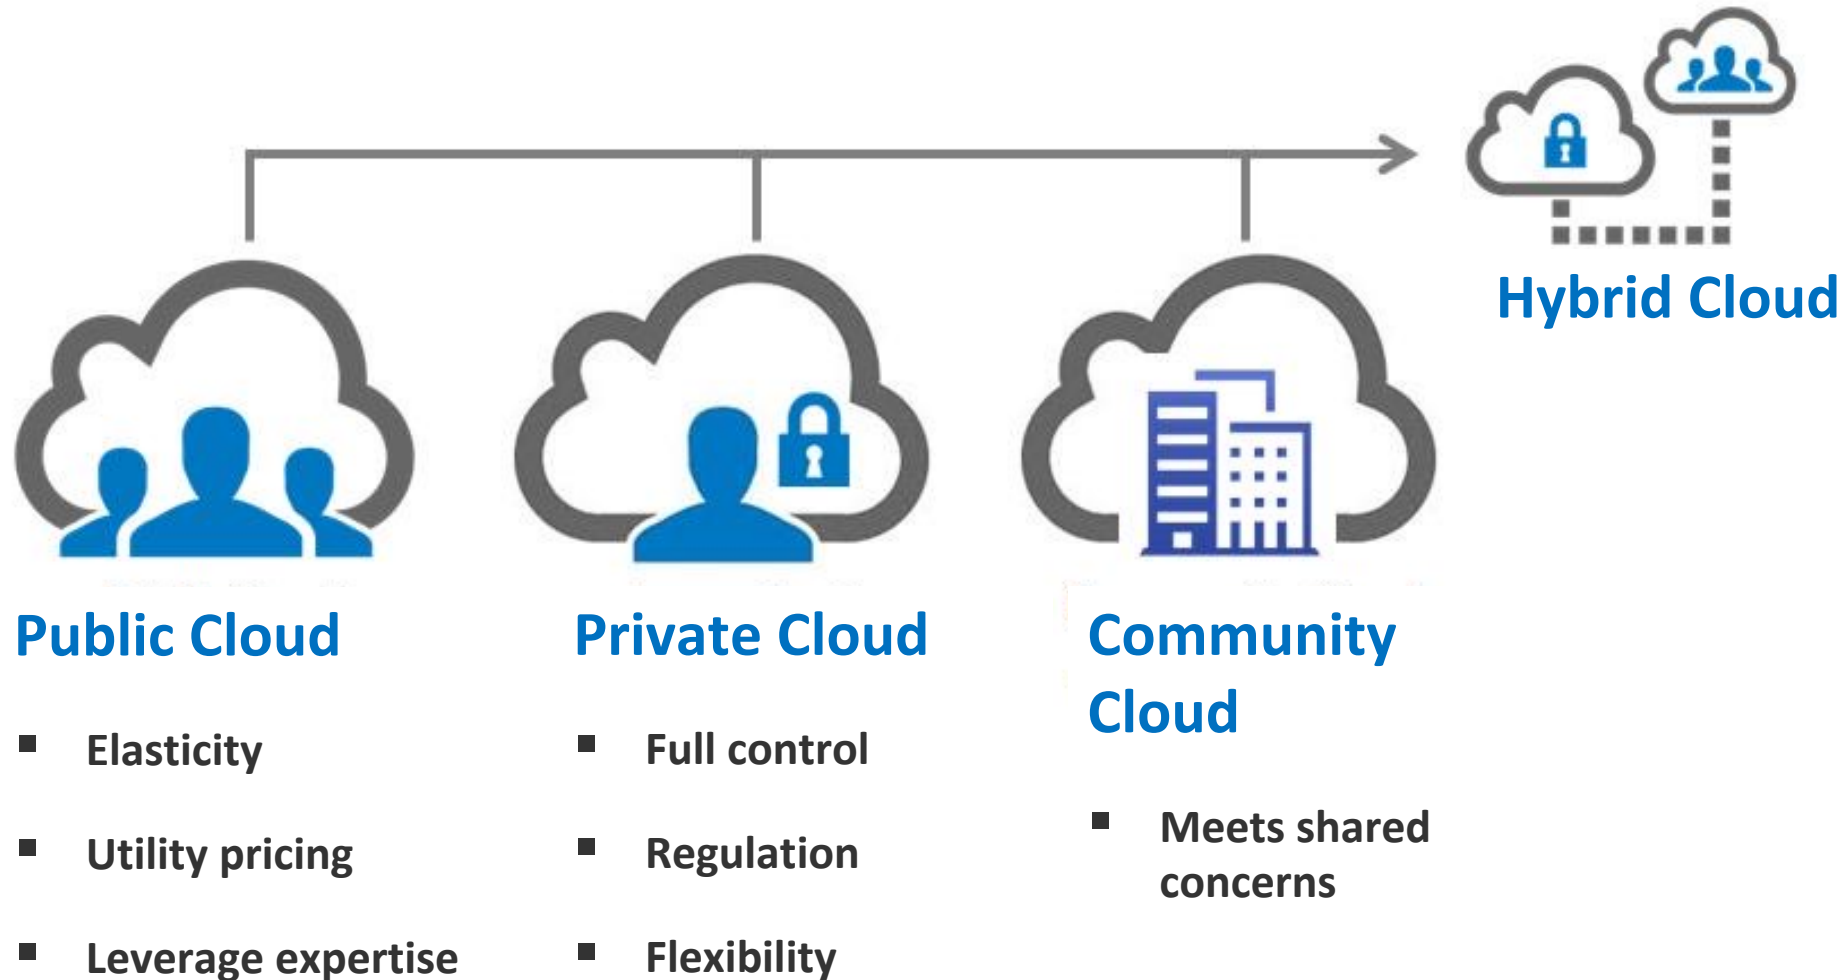 Hybrid Cloud
Public Cloud
Elasticity
Utility pricing
Leverage expertise
Private Cloud
Full control
Regulation
Flexibility
Community
Cloud
Meets shared
concerns